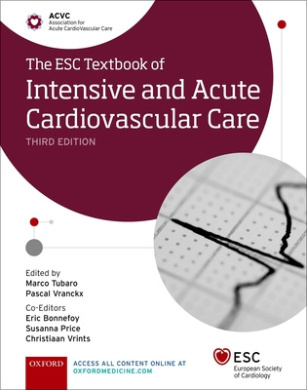 ACVC
Association for
Acute CardioVascular Care
The ESC Textbook of
Intensive and Acute
Cardiovascular Care
THIRD EDITION
Edited by
Marco Tubaro
Pascal Vranckx
Co-Editors
Eric Bonnefoy
Susanna Price
Christiaan Vrints
OXFORD
ACCESS ALL CONTENT ONLINE AT
OXFORDMEDICINE.COM
ESC
European Society
of Cardiology